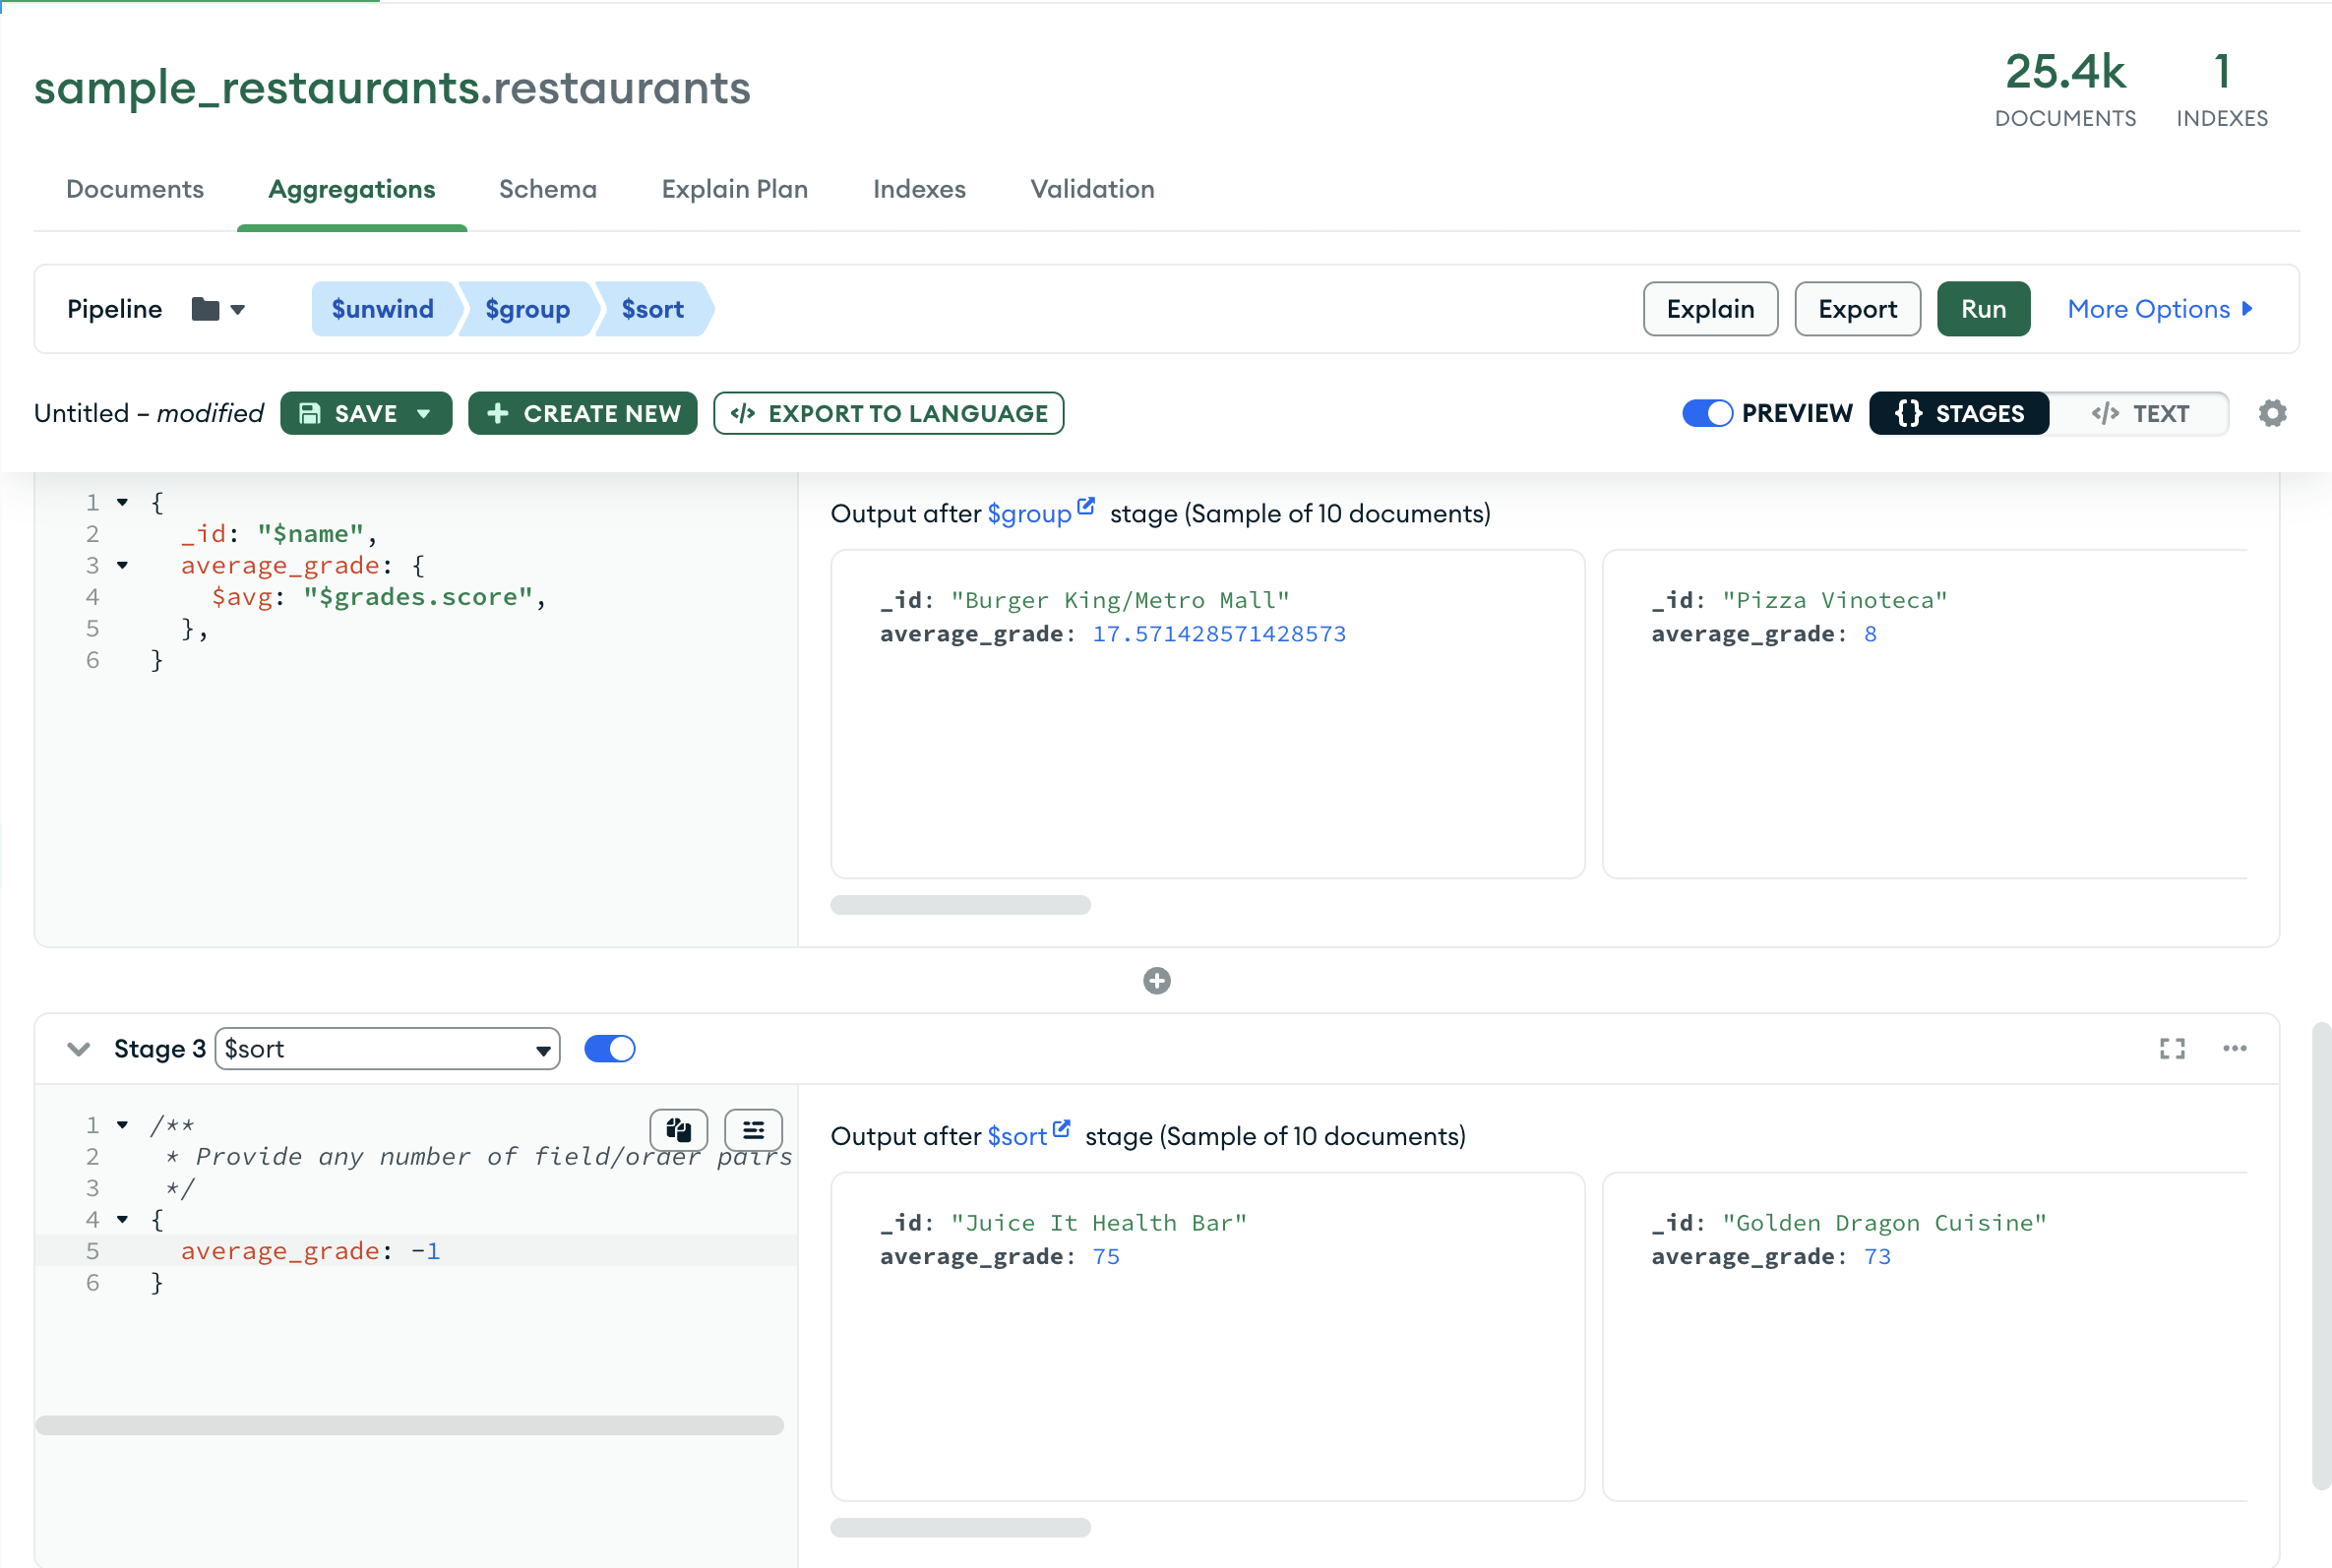 sample_restaurants.restaurants
25.4k
DOCUMENTS
1
INDEXES
Documents Aggregations Schema Explain Plan Indexes Validation
Pipeline $unwind $group $sort Explain Export Run More Options
Untitled – modified SAVE CREATE NEW </> EXPORT TO LANGUAGE PREVIEW {} STAGES </> TEXT
1 {
2 _id: "$name",
3 average_grade: {
4 $avg: "$grades.score",
5 },
6 }
Output after $group stage (Sample of 10 documents)
_id: "Burger King/Metro Mall"
average_grade: 17.571428571428573
_id: "Pizza Vinoteca"
average_grade: 8
Stage 3 $sort
1 /**
2 * Provide any number of field/order pairs
3 */
4 {
5 average_grade: -1
6 }
Output after $sort stage (Sample of 10 documents)
_id: "Juice It Health Bar"
average_grade: 75
_id: "Golden Dragon Cuisine"
average_grade: 73